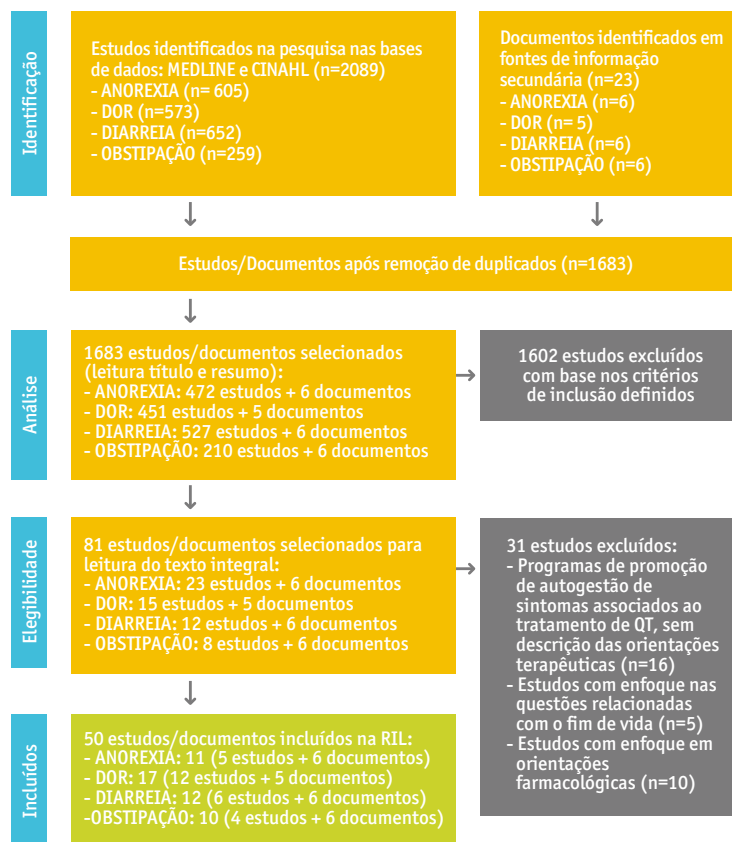 Identificação
Estudos identificados na pesquisa nas bases
de dados: MEDLINE e CINAHL (n=2089)
- ANOREXIA (n= 605)
- DOR (n=573)
- DIARREIA (n=652)
- OBSTIPAÇÃO (n=259)
Documentos identificados em
fontes de informação
secundária (n=23)
- ANOREXIA (n=6)
- DOR (n= 5)
- DIARREIA (n=6)
- OBSTIPAÇÃO (n=6)
Estudos/Documentos após remoção de duplicados (n=1683)
Análise
1683 estudos/documentos selecionados
(leitura título e resumo):
- ANOREXIA: 472 estudos + 6 documentos
- DOR: 451 estudos + 5 documentos
- DIARREIA: 527 estudos + 6 documentos
- OBSTIPAÇÃO: 210 estudos + 6 documentos
1602 estudos excluídos
com base nos critérios
de inclusão definidos
Elegibilidade
81 estudos/documentos selecionados para
leitura do texto integral:
- ANOREXIA: 23 estudos + 6 documentos
- DOR: 15 estudos + 5 documentos
- DIARREIA: 12 estudos + 6 documentos
- OBSTIPAÇÃO: 8 estudos + 6 documentos
31 estudos excluídos:
- Programas de promoção
de autogestão de
sintomas associados ao
tratamento de QT, sem
descrição das orientações
terapêuticas (n=16)
- Estudos com enfoque nas
questões relacionadas
com o fim de vida (n=5)
- Estudos com enfoque em
orientações
farmacológicas (n=10)
Incluídos
50 estudos/documentos incluídos na RIL:
- ANOREXIA: 11 (5 estudos + 6 documentos)
- DOR: 17 (12 estudos + 5 documentos)
- DIARREIA: 12 (6 estudos + 6 documentos)
-OBSTIPAÇÃO: 10 (4 estudos + 6 documentos)